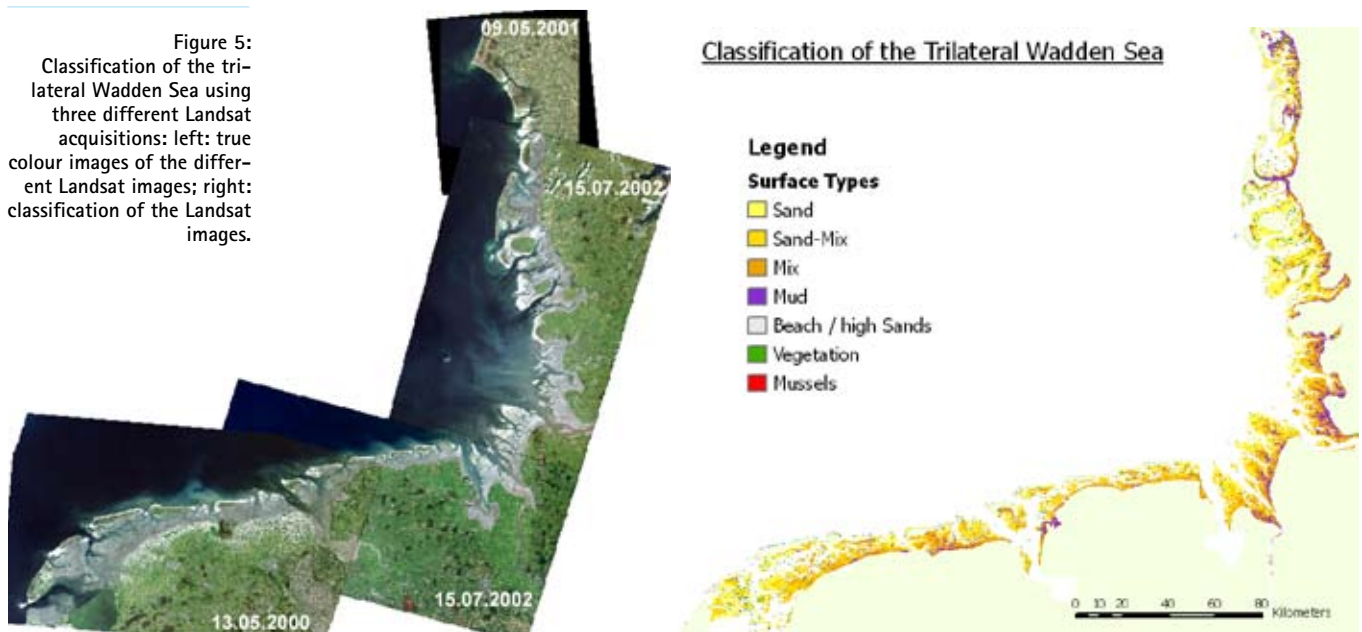 Figure 5:
Classification of the tri-
lateral Wadden Sea using
three different Landsat
acquisitions: left: true
colour images of the differ-
ent Landsat images; right:
classification of the Landsat
images.
09.05.2001
15.07.2002
15.07.2002
13.05.2000
Classification of the Trilateral Wadden Sea
Legend
Surface Types
Sand
Sand-Mix
Mix
Mud
Beach / high Sands
Vegetation
Mussels
0 10 20 40 60 80
Kilometers